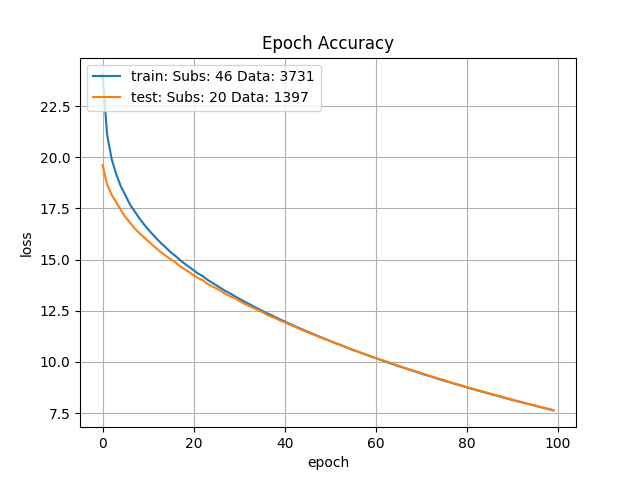 Epoch Accuracy
train: Subs: 46 Data: 3731
test: Subs: 20 Data: 1397
22.5
20.0
17.5
15.0
12.5
10.0
7.5
loss
0 20 40 60 80 100
epoch